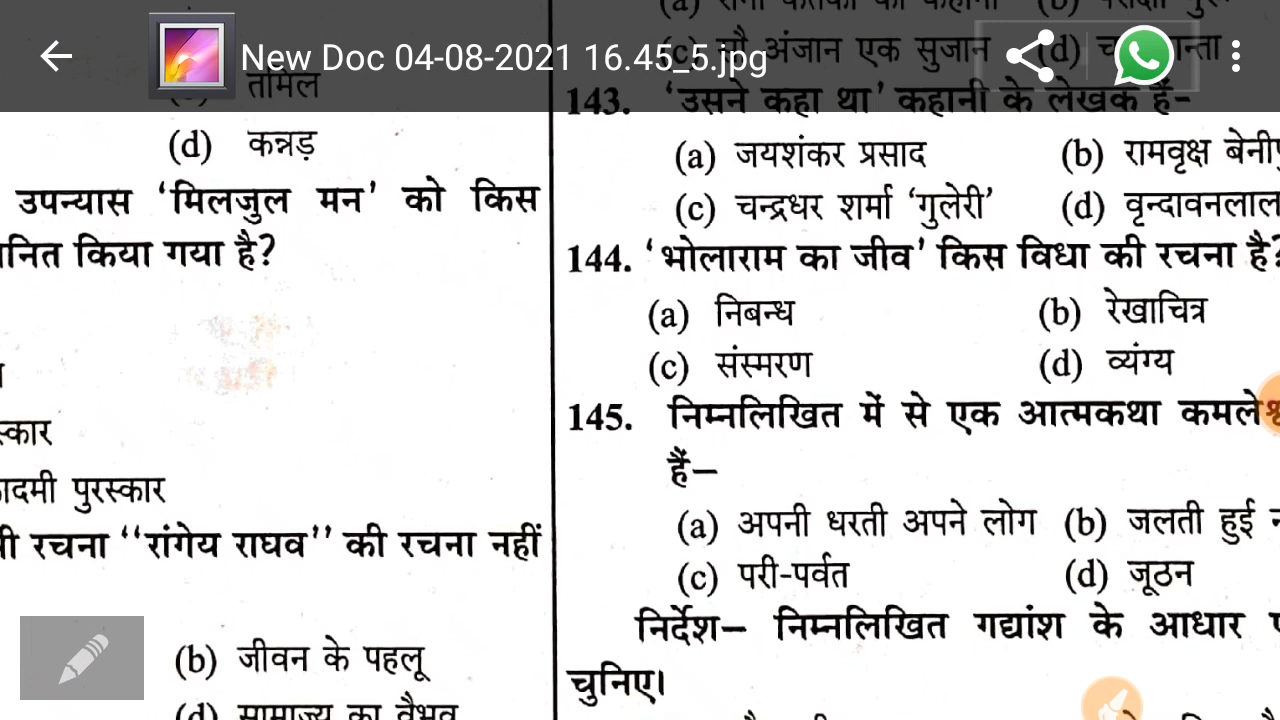 New Doc 04-08-2021 16.45_5.jpg
तमिल
(d) कन्नड़
उपन्यास ‘मिलजुल मन’ को किस
किया गया है?
पुरस्कार
रचना ‘‘रांगेय राघव’’ की रचना नहीं
(b) जीवन के पहलू
(d) का वैभव
(c) सौ अंजान एक सुजान (d)
143. ‘उसने कहा था’ कहानी के लेखक हैं–
(a) जयशंकर प्रसाद (b) रामवृक्ष
(c) चन्द्रधर शर्मा ‘गुलेरी’ (d) वृन्दावनलाल
144. ‘भोलाराम का जीव’ किस विधा की रचना है?
(a) निबन्ध (b) रेखाचित्र
(c) संस्मरण (d) व्यंग्य
145. निम्नलिखित में से एक आत्मकथा
हैं–
(a) अपनी धरती अपने लोग (b) जलती हुई
(c) परी-पर्वत (d) जूठन
निर्देश– निम्नलिखित गद्यांश के आधार
चुनिए।